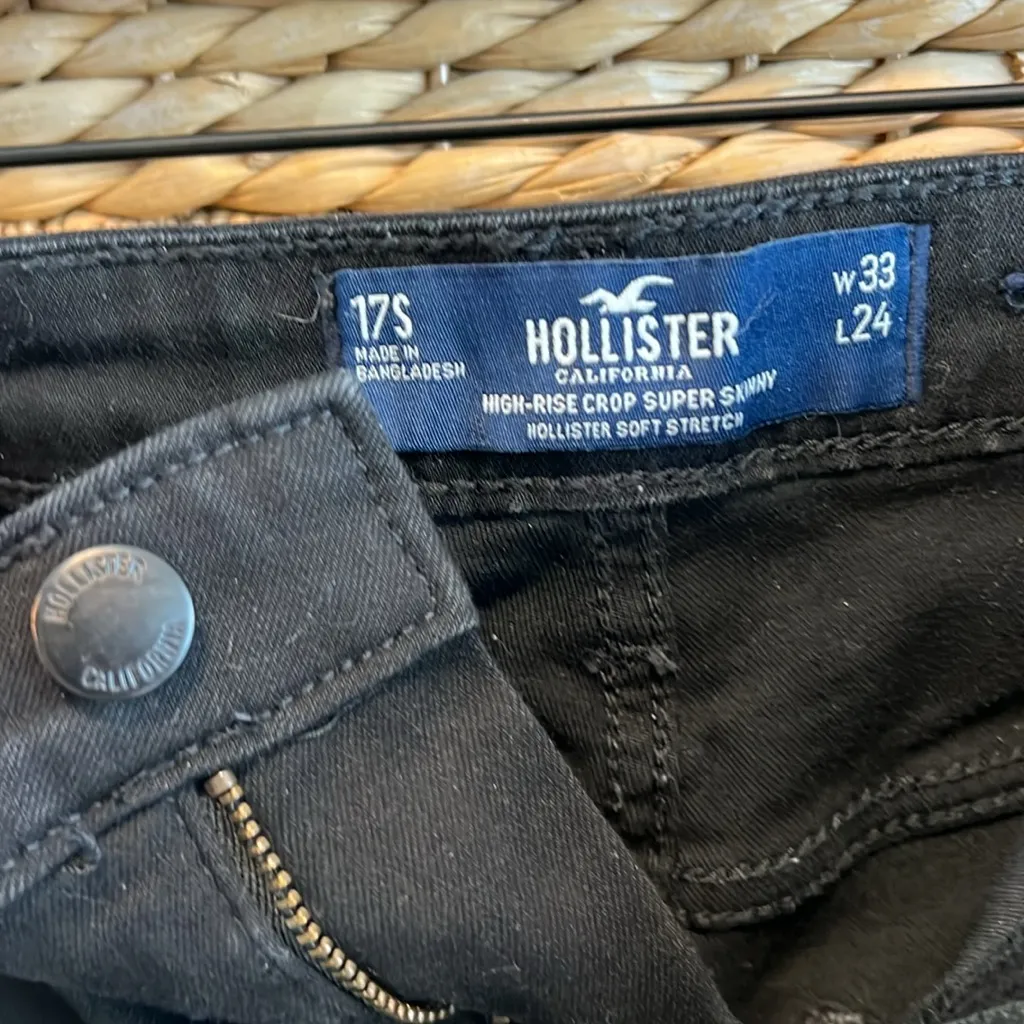 17S
MADE IN
BANGLADESH
HOLLISTER
CALIFORNIA
HIGH-RISE CROP SUPER SKINNY
HOLLISTER SOFT STRETCH
W33
L24
HOLLISTER
CALIFORNIA